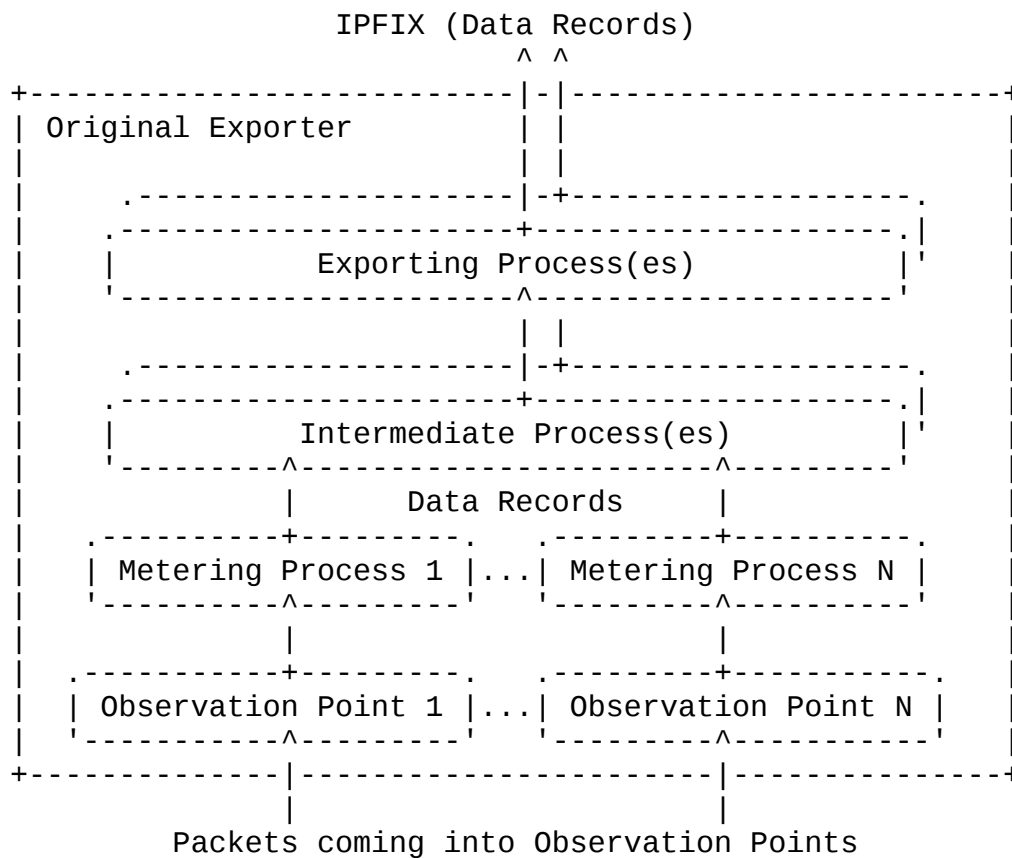 IPFIX (Data Records)
Original Exporter
Exporting Process(es)
Intermediate Process(es)
Data Records
Metering Process 1 |...| Metering Process N
Observation Point 1 |...| Observation Point N
Packets coming into Observation Points